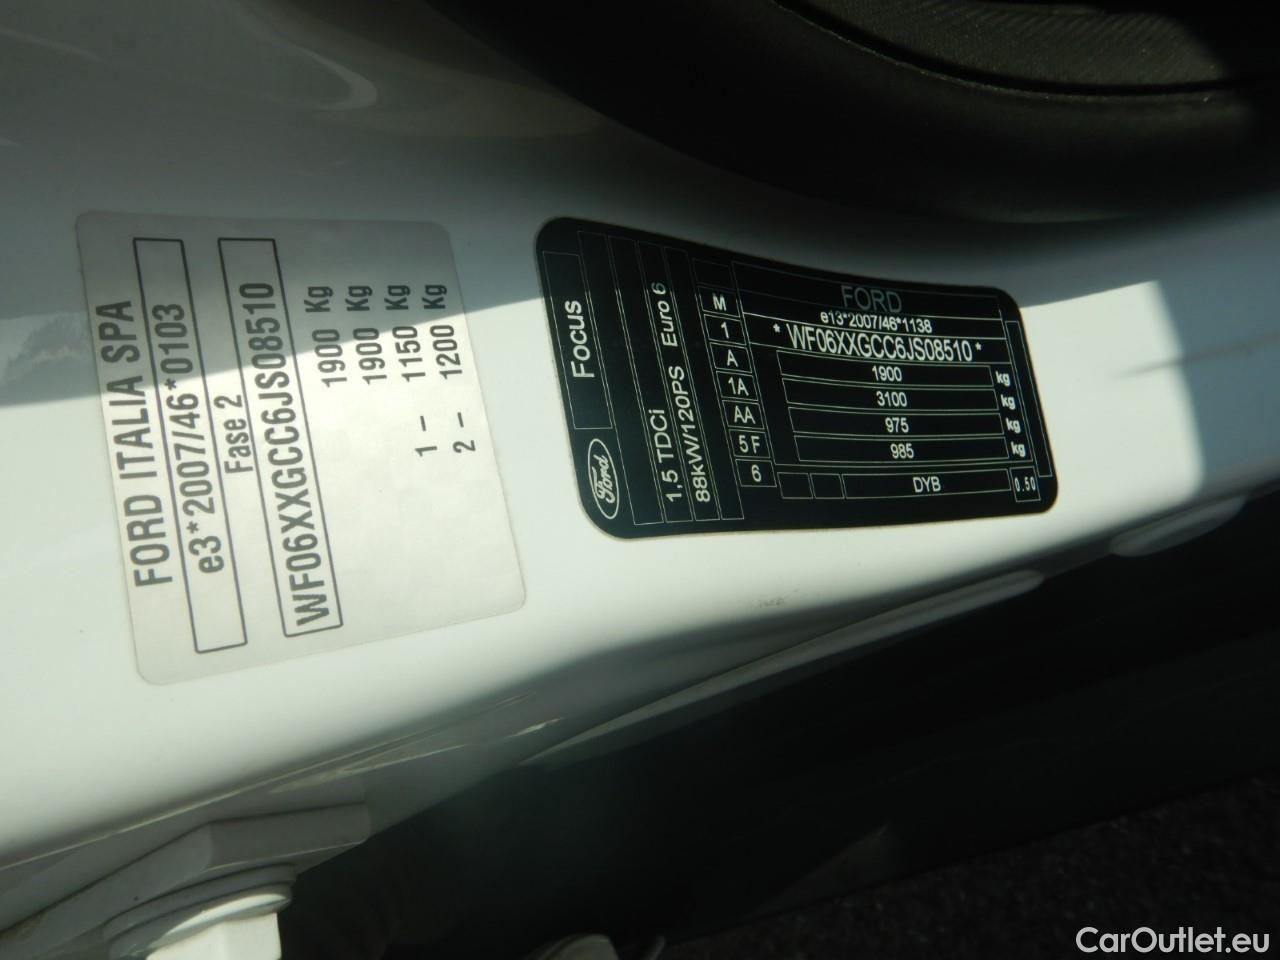 FORD ITALIA SPA
e3*2007/46*0103
Fase 2
WF06XXGCC6JS08510
1900 Kg
1900 Kg
1 – 1150 Kg
2 – 1200 Kg
Ford
Focus
1,5 TDCi
88kW/120PS Euro 6
M
1
A
1A
AA
5 F
6
FORD
e13*2007/46*1138
* WF06XXGCC6JS08510 *
1900 kg
3100 kg
975 kg
985 kg
DYB
0.50
CarOutlet.eu